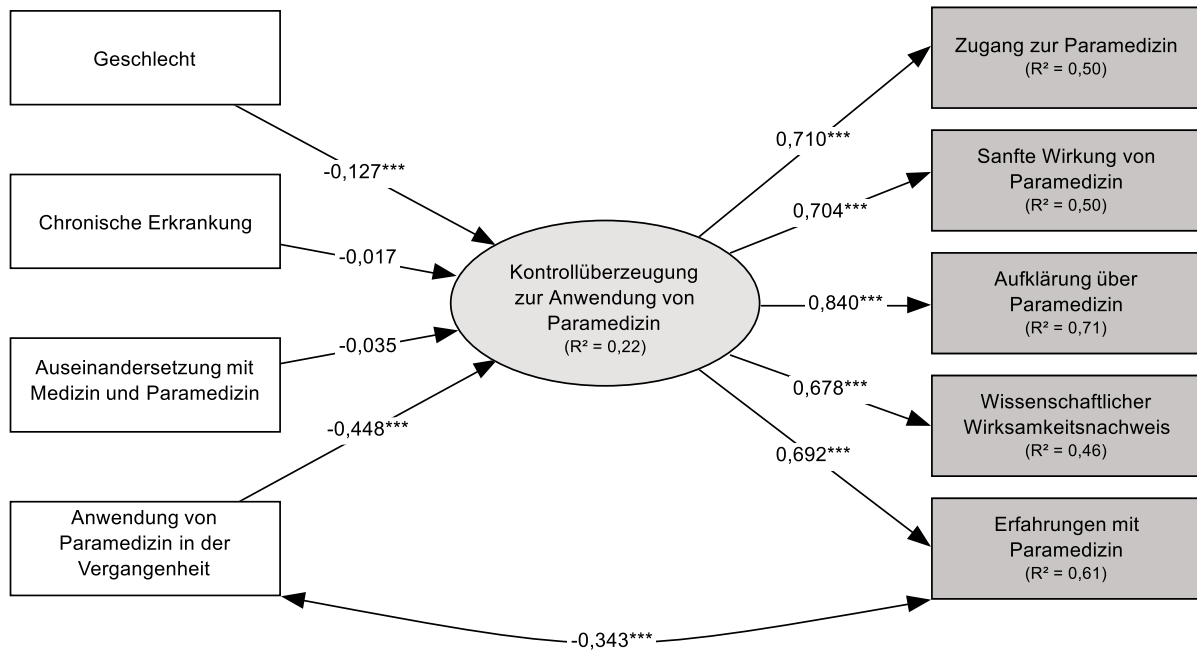 Geschlecht
Chronische Erkrankung
Auseinandersetzung mit
Medizin und Paramedizin
Anwendung von
Paramedizin in der
Vergangenheit
-0,127***
-0,017
-0,035
-0,448***
Kontrollüberzeugung
zur Anwendung von
Paramedizin
(R² = 0,22)
0,710***
0,704***
0,840***
0,678***
0,692***
-0,343***
Zugang zur Paramedizin
(R² = 0,50)
Sanfte Wirkung von
Paramedizin
(R² = 0,50)
Aufklärung über
Paramedizin
(R² = 0,71)
Wissenschaftlicher
Wirksamkeitsnachweis
(R² = 0,46)
Erfahrungen mit
Paramedizin
(R² = 0,61)